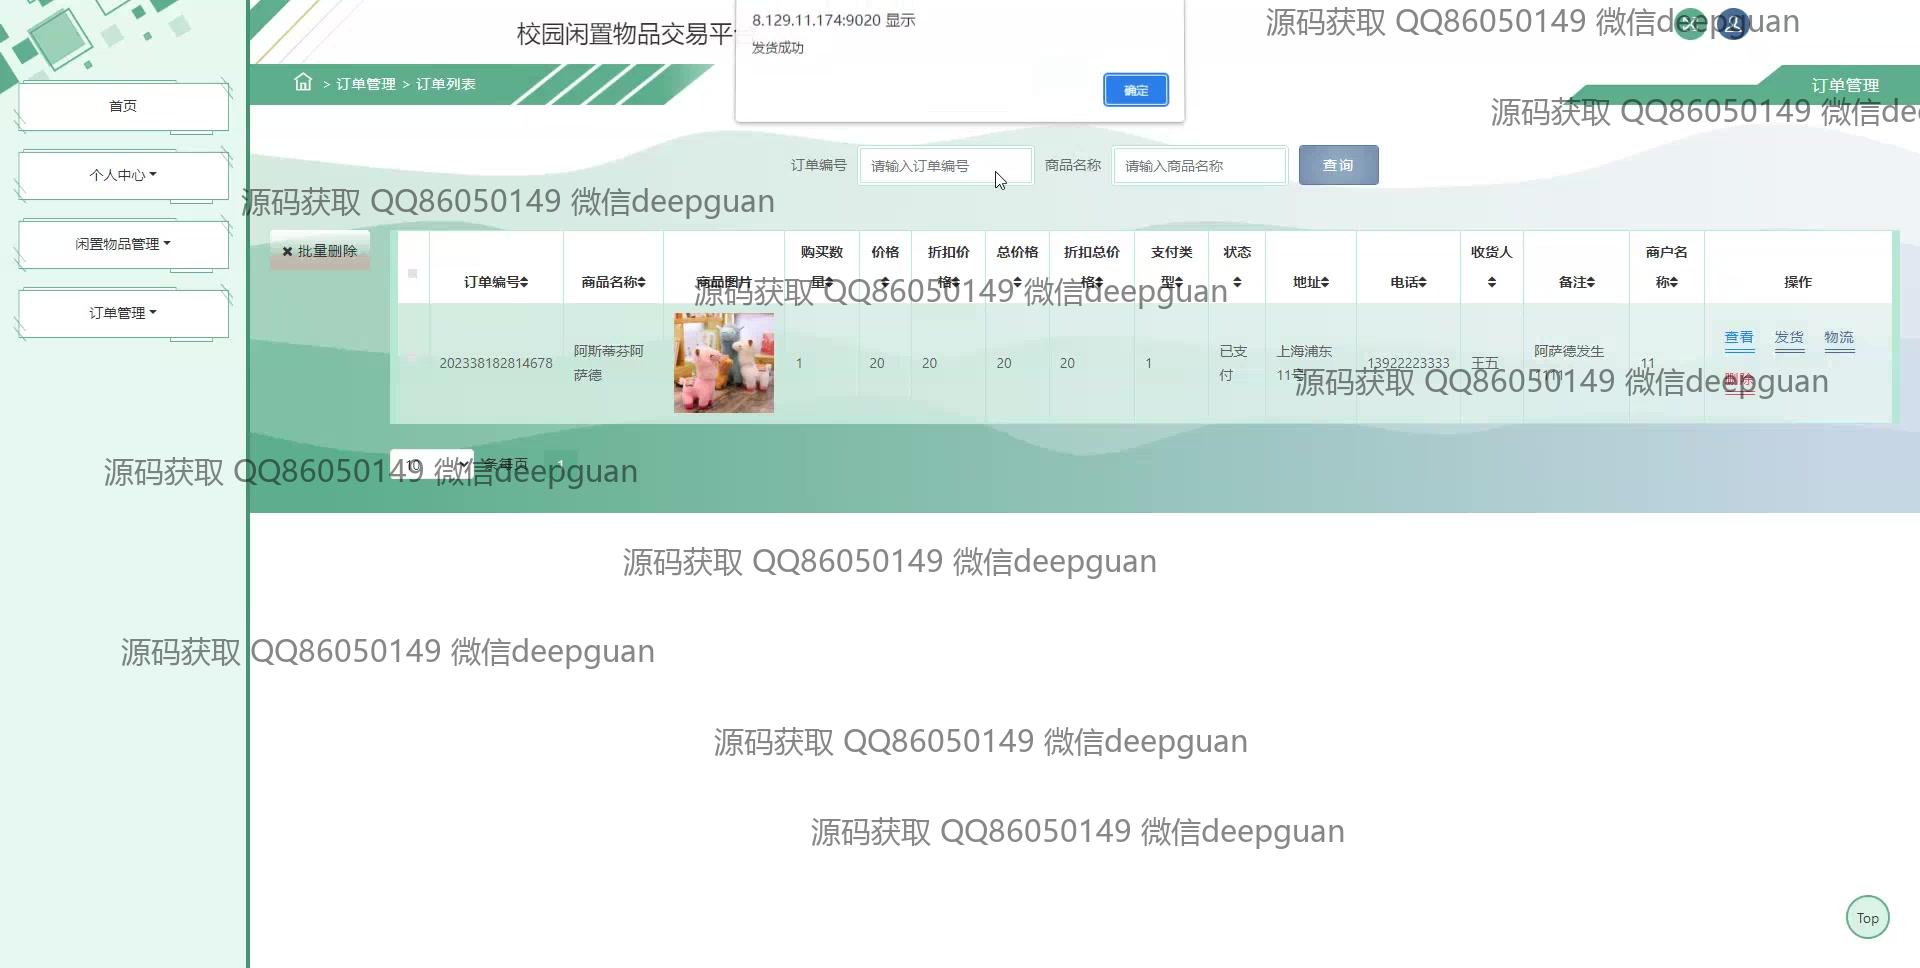 校园闲置物品交易平
8.129.11.174:9020 显示
发货成功
确定
源码获取 QQ86050149 微信deepguan
> 订单管理 > 订单列表
订单管理
源码获取 QQ86050149 微信de
首页
个人中心
闲置物品管理
订单管理
订单编号 请输入订单编号 商品名称 请输入商品名称 查询
源码获取 QQ86050149 微信deepguan
批量删除
订单编号 商品名称 商品图片 购买数量 价格 折扣价格 总价格 折扣总价格 支付类型 状态 地址 电话 收货人 备注 商户名称 操作
源码获取 QQ86050149 微信deepguan
202338182814678 阿斯蒂芬阿萨德 1 20 20 20 20 1 已支付 上海浦东11号 13922223333 王五 阿萨德发生1111 11 查看 发货 物流 删除
源码获取 QQ86050149 微信deepguan
10 条每页 1
源码获取 QQ86050149 微信deepguan
源码获取 QQ86050149 微信deepguan
源码获取 QQ86050149 微信deepguan
源码获取 QQ86050149 微信deepguan
源码获取 QQ86050149 微信deepguan
Top